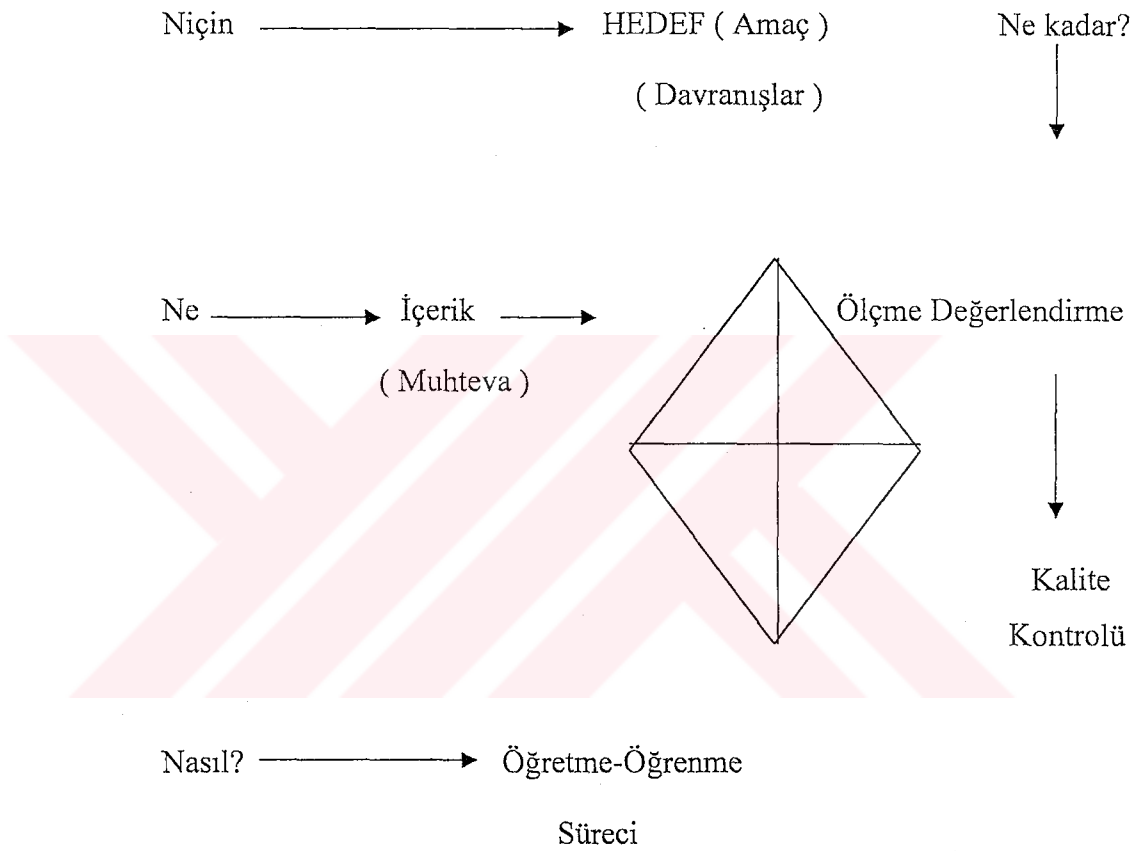 Niçin HEDEF ( Amaç ) Ne kadar?
( Davranışlar )
Ne İçerik Ölçme Değerlendirme
( Muhteva )
Kalite
Kontrolü
Nasıl? Öğretme-Öğrenme
Süreci